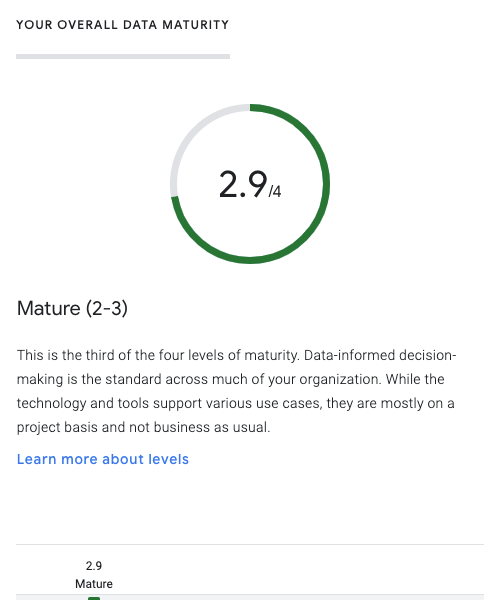 YOUR OVERALL DATA MATURITY
2.9/4
Mature (2-3)
This is the third of the four levels of maturity. Data-informed decision-
making is the standard across much of your organization. While the
technology and tools support various use cases, they are mostly on a
project basis and not business as usual.
Learn more about levels
2.9
Mature